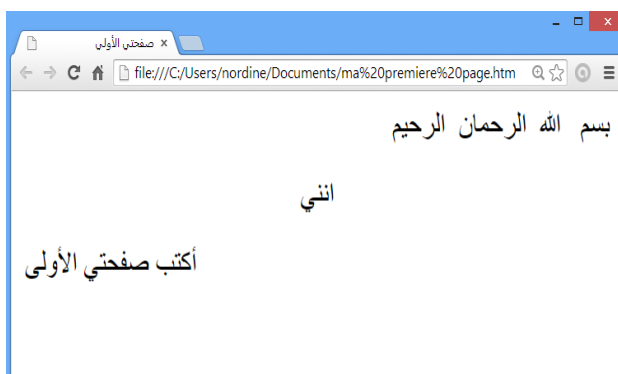 صفحتي الأولى
file:///C:/Users/nordine/Documents/ma%20premiere%20page.htm
بسم الله الرحمان الرحيم
انني
أكتب صفحتي الأولى